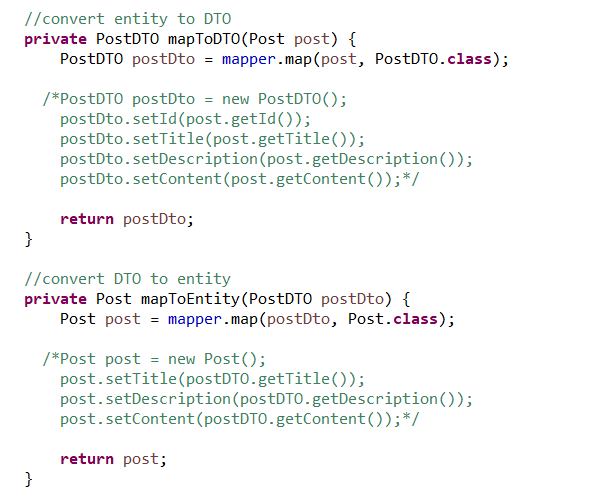 //convert entity to DTO
private PostDTO mapToDTO(Post post) {
    PostDTO postDto = mapper.map(post, PostDTO.class);

  /*PostDTO postDto = new PostDTO();
    postDto.setId(post.getId());
    postDto.setTitle(post.getTitle());
    postDto.setDescription(post.getDescription());
    postDto.setContent(post.getContent());*/

    return postDto;
}

//convert DTO to entity
private Post mapToEntity(PostDTO postDto) {
    Post post = mapper.map(postDto, Post.class);

  /*Post post = new Post();
    post.setTitle(postDTO.getTitle());
    post.setDescription(postDTO.getDescription());
    post.setContent(postDTO.getContent());*/

    return post;
}